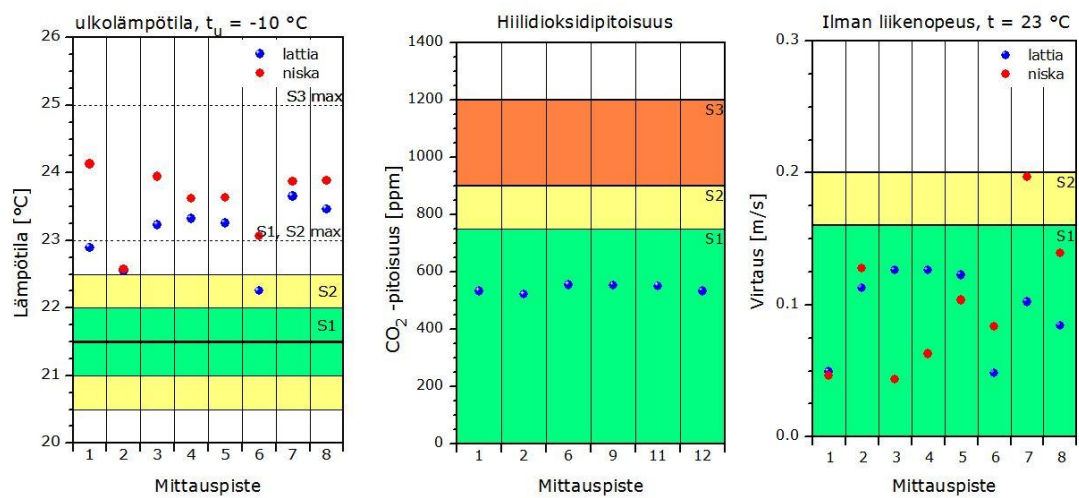 ulkolämpötila, tu = -10 °C
26
25
24
23
22
21
20
Lämpötila [°C]
lattia
niska
S3 max
S1, S2 max
S2
S1
1 2 3 4 5 6 7 8
Mittauspiste
Hiilidioksidipitoisuus
1400
1200
1000
800
600
400
200
0
CO2 -pitoisuus [ppm]
S3
S2
S1
1 2 6 9 11 12
Mittauspiste
Ilman liikenopeus, t = 23 °C
0.3
0.2
0.1
0.0
Virtaus [m/s]
lattia
niska
S2
S1
1 2 3 4 5 6 7 8
Mittauspiste